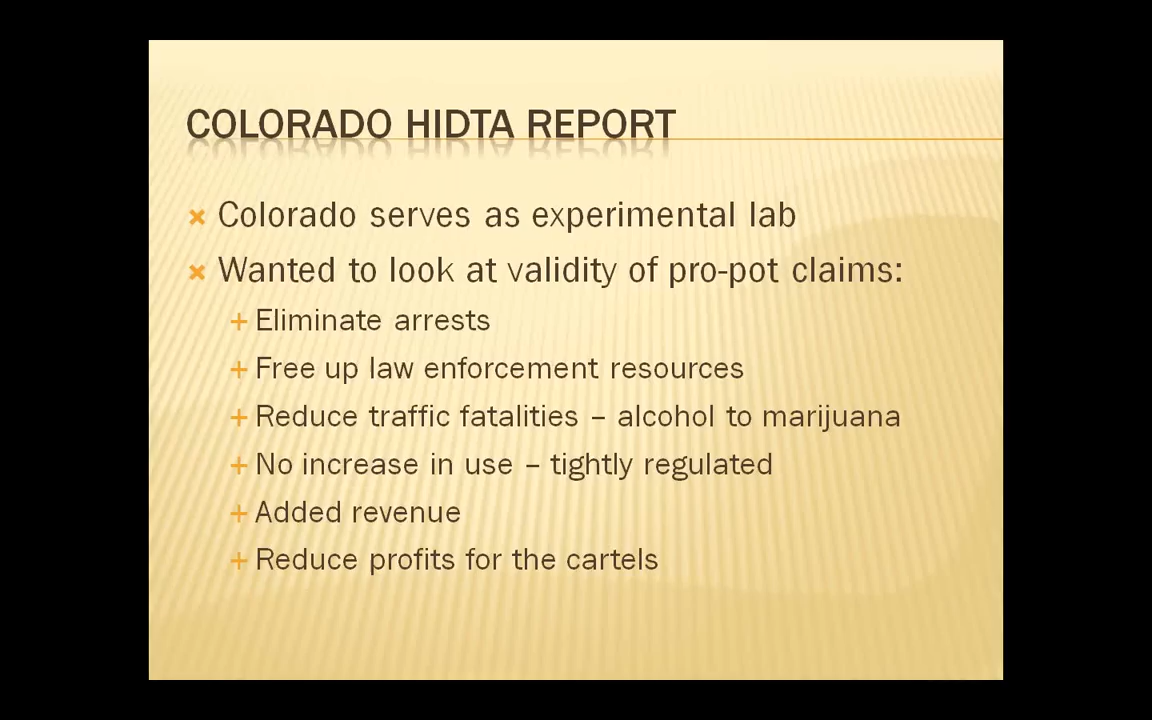 COLORADO HIDTA REPORT
Colorado serves as experimental lab
Wanted to look at validity of pro-pot claims:
Eliminate arrests
Free up law enforcement resources
Reduce traffic fatalities – alcohol to marijuana
No increase in use – tightly regulated
Added revenue
Reduce profits for the cartels